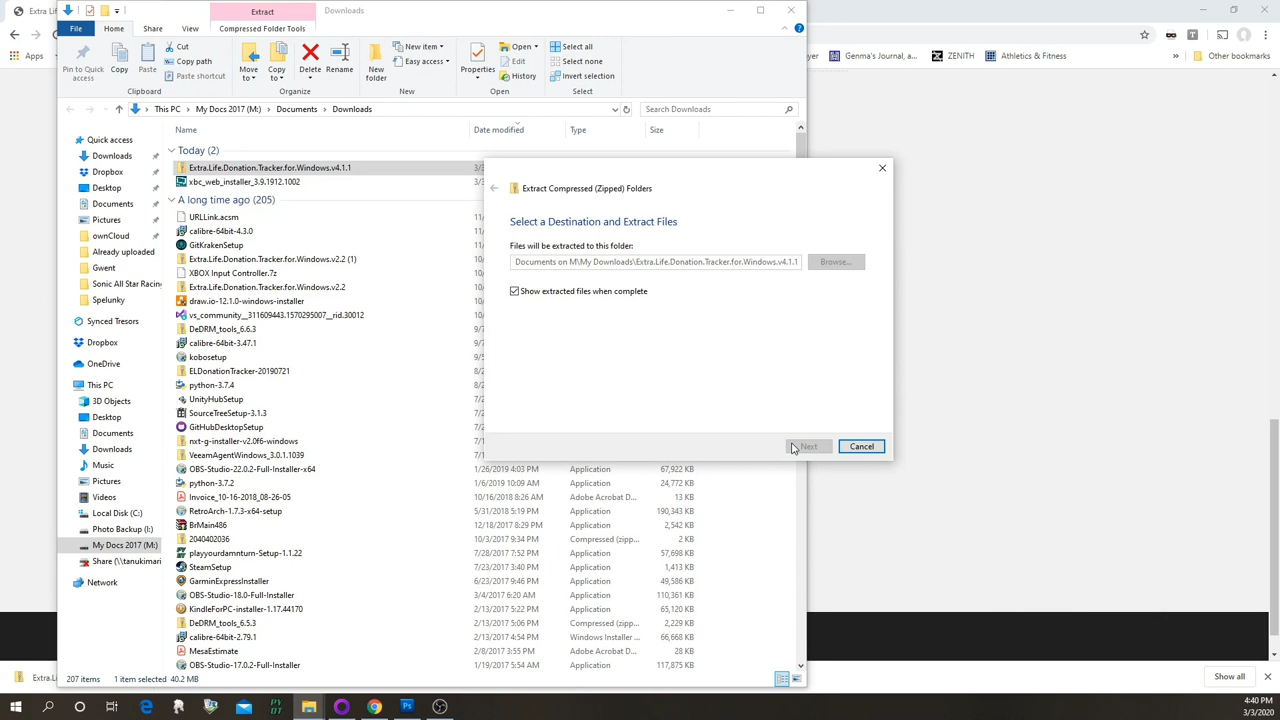 Extra Li
Extract
Downloads
File
Home
Share
View
Compressed Folder Tools
Pin to Quick access
Copy
Paste
Cut
Copy path
Paste shortcut
Clipboard
Move to
Copy to
Delete
Rename
Organize
New folder
New item
Easy access
New
Properties
Open
Edit
History
Open
Select all
Select none
Invert selection
Select
Apps
Genma's Journal, a...
ZENITH
Athletics & Fitness
»
Other bookmarks
This PC > My Docs 2017 (M:) > Documents > Downloads
Search Downloads
Name
Date modified
Type
Size
Quick access
Downloads
Dropbox
Desktop
Documents
Pictures
ownCloud
Already uploaded
Gwent
Sonic All Star Racing
Spelunky
Synced Tresors
Dropbox
OneDrive
This PC
3D Objects
Desktop
Documents
Downloads
Music
Pictures
Videos
Local Disk (C:)
Photo Backup (I:)
My Docs 2017 (M:)
Share (\\tanukimari
Network
Today (2)
Extra.Life.Donation.Tracker.for.Windows.v4.1.1
xbc_web_installer_3.9.1912.1002
A long time ago (205)
URLLink.acsm
calibre-64bit-4.3.0
GitKrakenSetup
Extra.Life.Donation.Tracker.for.Windows.v2.2 (1)
XBOX Input Controller.7z
Extra.Life.Donation.Tracker.for.Windows.v2.2
draw.io-12.1.0-windows-installer
vs_community__311609443.1570295007__rid.30012
DeDRM_tools_6.6.3
calibre-64bit-3.47.1
kobosetup
ELDonationTracker-20190721
python-3.7.4
UnityHubSetup
SourceTreeSetup-3.1.3
GitHubDesktopSetup
nxt-g-installer-v2.0f6-windows
VeeamAgentWindows_3.0.1.1039
OBS-Studio-22.0.2-Full-Installer-x64 1/26/2019 4:03 PM Application 67,922 KB
python-3.7.2 1/6/2019 10:09 AM Application 24,772 KB
Invoice_10-16-2018_08-26-05 10/16/2018 8:26 AM Adobe Acrobat D... 13 KB
RetroArch-1.7.3-x64-setup 5/31/2018 5:19 PM Application 190,343 KB
BrMain486 12/18/2017 8:29 PM Application 2,542 KB
2040402036 10/3/2017 9:34 PM Compressed (zipp... 2 KB
playyourdamnturn-Setup-1.1.22 7/28/2017 7:52 PM Application 57,698 KB
SteamSetup 7/23/2017 3:40 PM Application 1,413 KB
GarminExpressInstaller 6/23/2017 9:46 PM Application 49,586 KB
OBS-Studio-18.0.1-Full-Installer 3/4/2017 6:20 AM Application 110,361 KB
KindleForPC-installer-1.17.44170 2/13/2017 5:22 PM Application 65,120 KB
DeDRM_tools_6.5.3 2/13/2017 5:06 PM Compressed (zipp... 2,229 KB
calibre-64bit-2.79.1 2/13/2017 4:54 PM Windows Installer ... 66,668 KB
MesaEstimate 2/8/2017 3:55 PM Adobe Acrobat D... 28 KB
OBS-Studio-17.0.2-Full-Installer 1/19/2017 5:54 AM Application 117,875 KB
Extract Compressed (Zipped) Folders
Select a Destination and Extract Files
Files will be extracted to this folder:
Documents on M\My Downloads\Extra.Life.Donation.Tracker.for.Windows.v4.1.1
Browse...
Show extracted files when complete
Next
Cancel
207 items 1 item selected 40.2 MB
Extra.Li
Show all
4:40 PM
3/3/2020